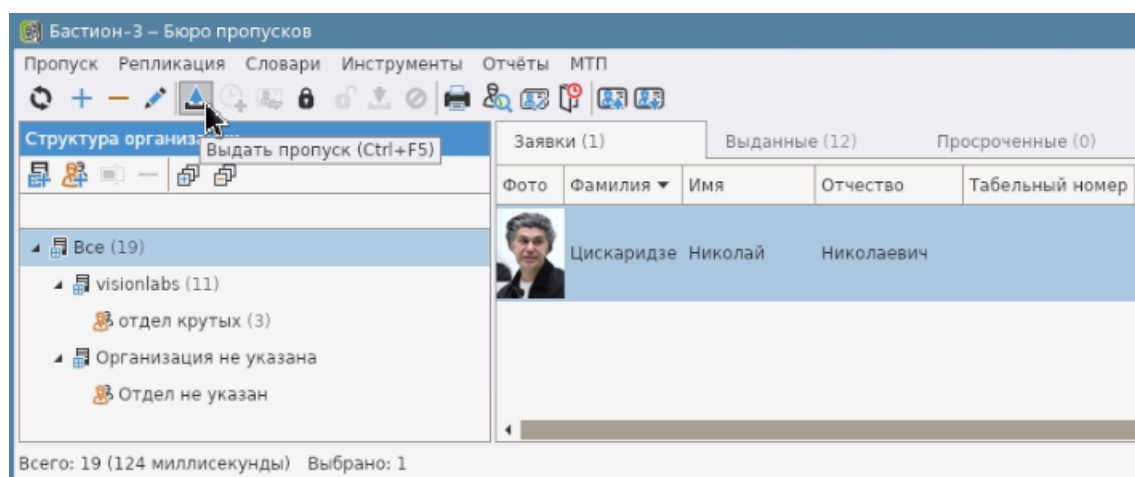 Бастион-3 – Бюро пропусков
Пропуск Репликация Словари Инструменты Отчёты МТП
Структура организа
Выдать пропуск (Ctrl+F5)
Заявки (1) Выданные (12) Просроченные (0)
Фото Фамилия Имя Отчество Табельный номер
Все (19)
Цискаридзе Николай Николаевич
visionlabs (11)
отдел крутых (3)
Организация не указана
Отдел не указан
Всего: 19 (124 миллисекунды) Выбрано: 1